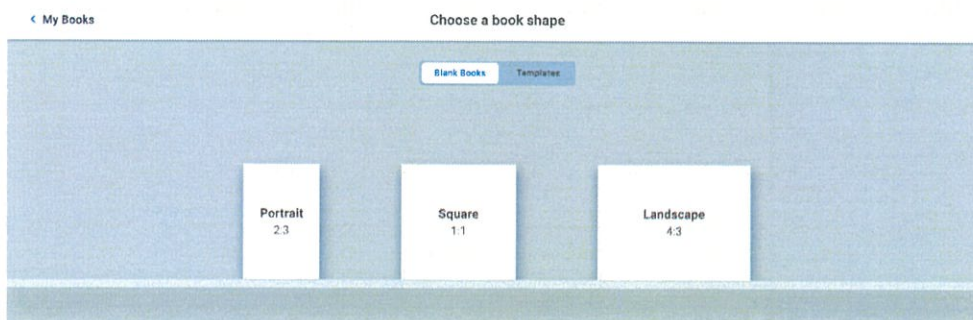 My Books
Choose a book shape
Blank Books
Templates
Portrait
2:3
Square
1:1
Landscape
4:3